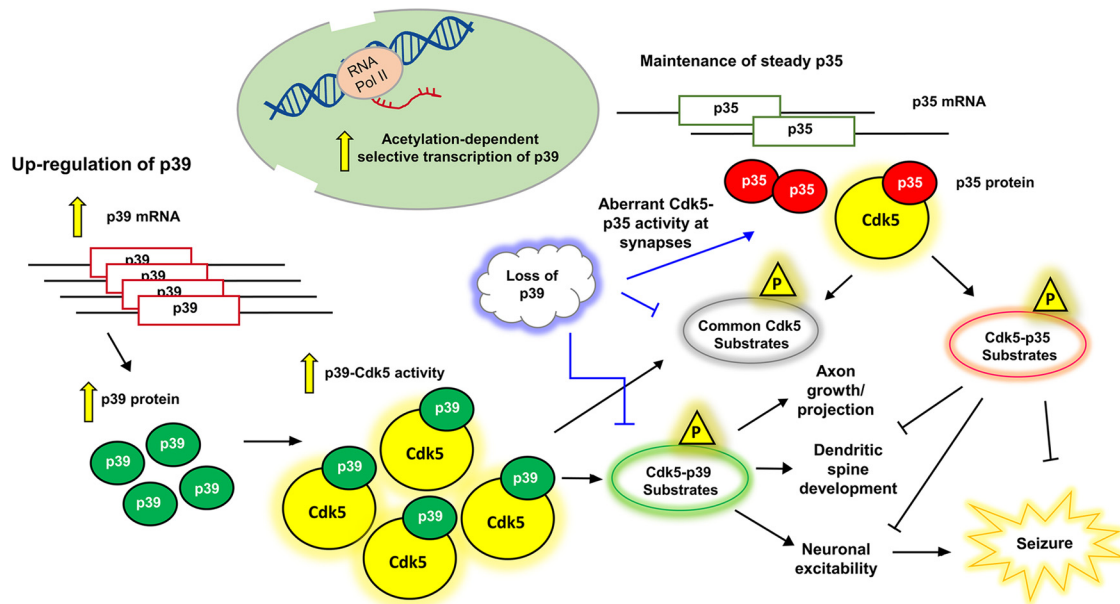 RNA
Pol II
Acetylation-dependent
selective transcription of p39
Maintenance of steady p35
p35
p35
p35 mRNA
Up-regulation of p39
p39 mRNA
p39
p39
p39
p39
p35
p35
p35
Cdk5
p35 protein
Aberrant Cdk5-
p35 activity at
synapses
Loss of
p39
P
Common Cdk5
Substrates
P
Cdk5-p35
Substrates
p39 protein
p39
p39
p39
p39
p39-Cdk5 activity
p39
Cdk5
p39
Cdk5
p39
Cdk5
p39
Cdk5
P
Cdk5-p39
Substrates
Axon
growth/
projection
Dendritic
spine
development
Neuronal
excitability
Seizure